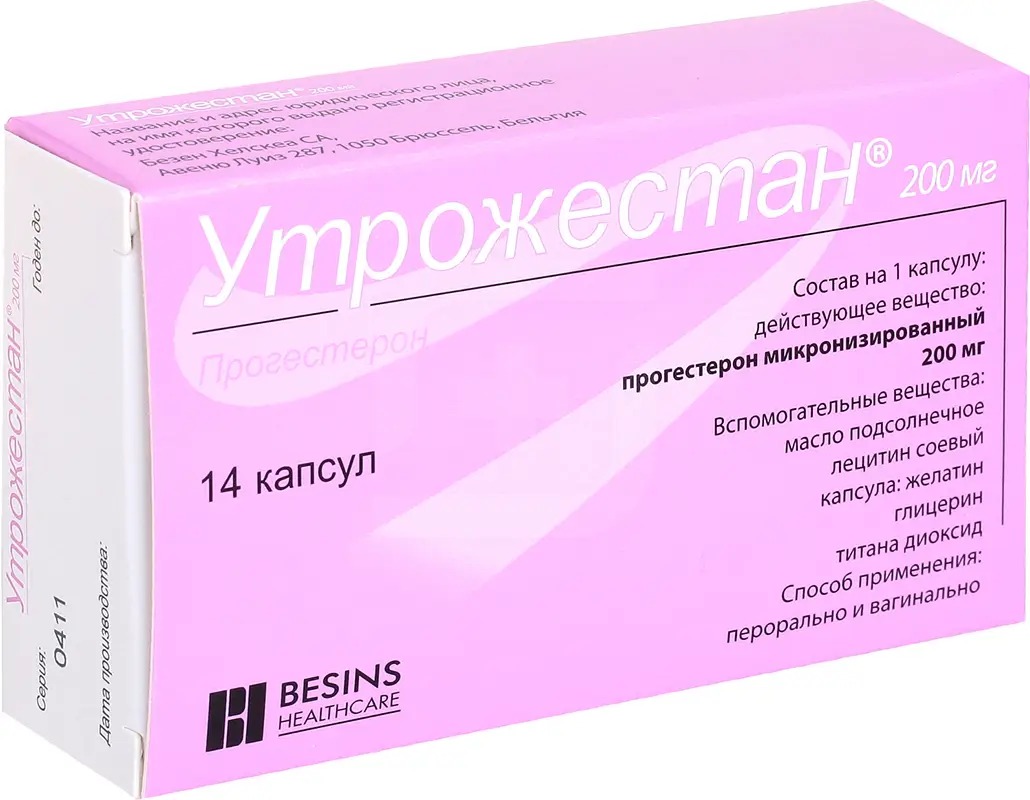 Утрожестан® 200 мг
Название и адрес юридического лица,
на имя которого выдано регистрационное
удостоверение:
Безен Хелскеа СА,
Авеню Луиз 287, 1050 Брюссель, Бельгия
Утрожестан® 200 мг
Прогестерон
14 капсул
Состав на 1 капсулу:
действующее вещество:
прогестерон микронизированный
200 мг
Вспомогательные вещества:
масло подсолнечное
лецитин соевый
капсула: желатин
глицерин
титана диоксид
Способ применения:
перорально и вагинально
BESINS
HEALTHCARE
Утрожестан® 200 мг
Годен до:
Серия:
0411
Дата производства: